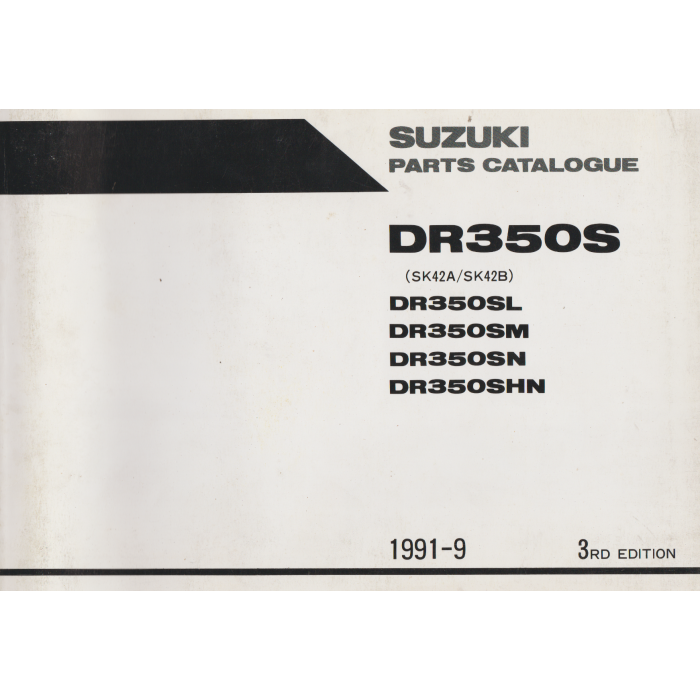 SUZUKI
PARTS CATALOGUE
DR350S
(SK42A/SK42B)
DR350SL
DR350SM
DR350SN
DR350SHN
1991-9 3RD EDITION